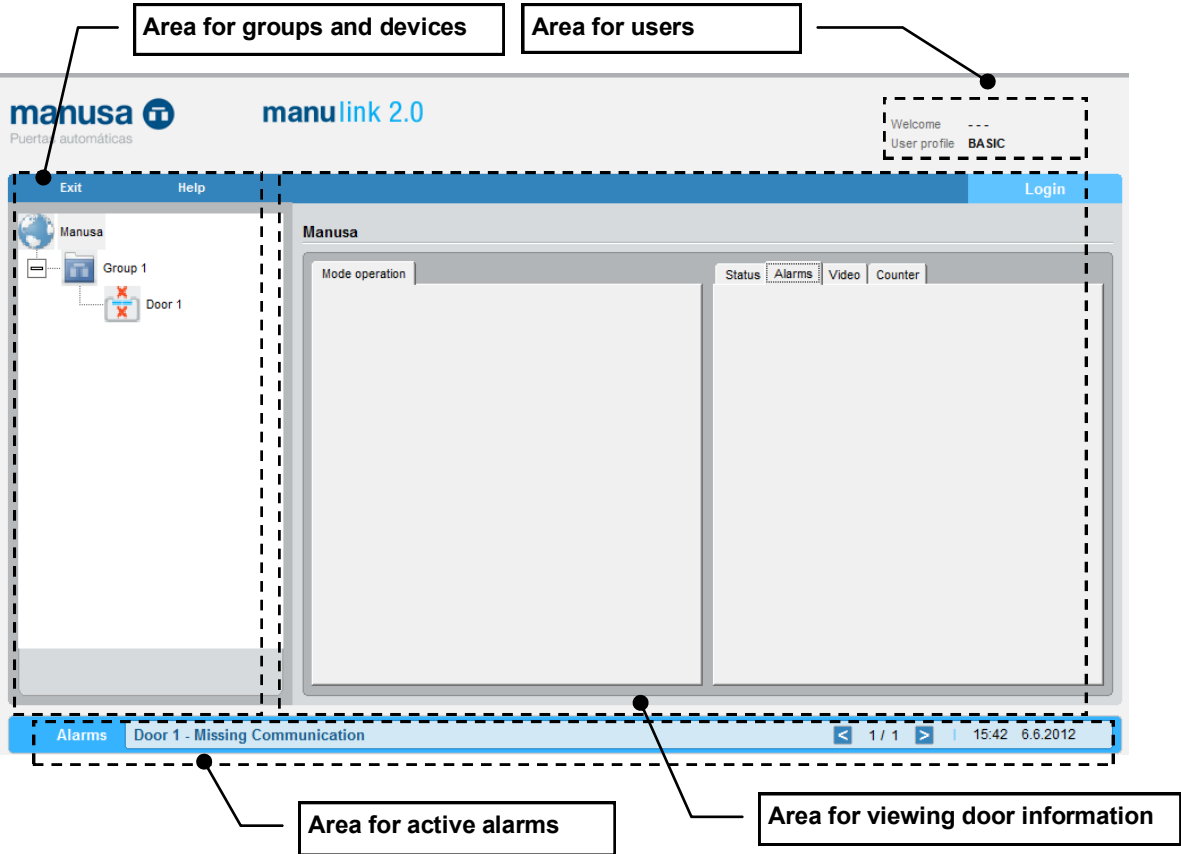 Area for groups and devices
Area for users
manusa
Puertas automáticas
manulink 2.0
Welcome ---
User profile BASIC
Exit Help Login
Manusa
Group 1
Door 1
Manusa
Mode operation
Status Alarms Video Counter
Alarms Door 1 - Missing Communication < 1 / 1 > | 15:42 6.6.2012
Area for active alarms
Area for viewing door information